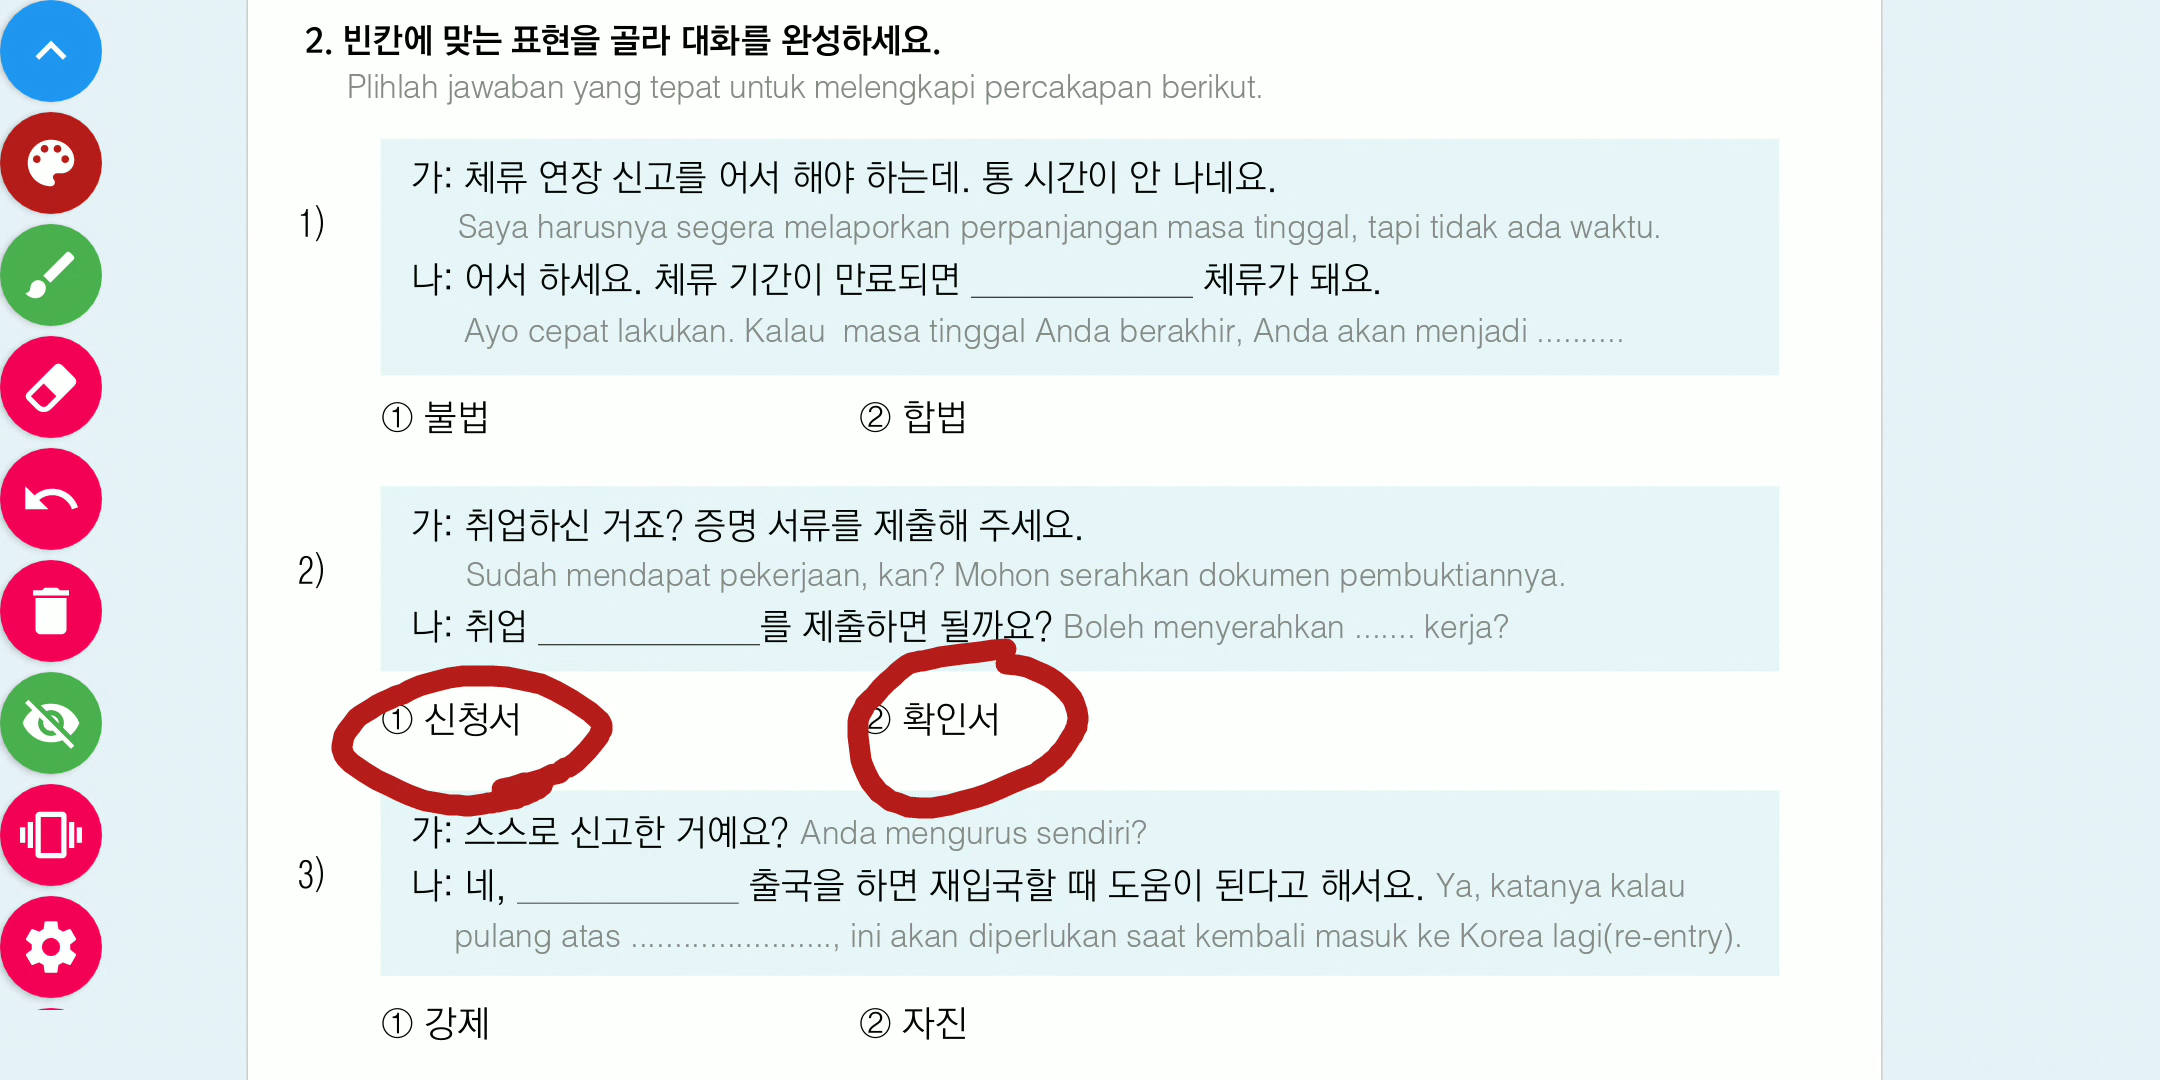 2. 빈칸에 맞는 표현을 골라 대화를 완성하세요.
Plihlah jawaban yang tepat untuk melengkapi percakapan berikut.
1)
가: 체류 연장 신고를 어서 해야 하는데. 통 시간이 안 나네요.
Saya harusnya segera melaporkan perpanjangan masa tinggal, tapi tidak ada waktu.
나: 어서 하세요. 체류 기간이 만료되면 ____________ 체류가 돼요.
Ayo cepat lakukan. Kalau masa tinggal Anda berakhir, Anda akan menjadi ..........
① 불법 ② 합법
2)
가: 취업하신 거죠? 증명 서류를 제출해 주세요.
Sudah mendapat pekerjaan, kan? Mohon serahkan dokumen pembuktiannya.
나: 취업 ____________를 제출하면 될까요? Boleh menyerahkan ....... kerja?
① 신청서 ② 확인서
3)
가: 스스로 신고한 거예요? Anda mengurus sendiri?
나: 네, ____________ 출국을 하면 재입국할 때 도움이 된다고 해서요. Ya, katanya kalau
pulang atas ......................., ini akan diperlukan saat kembali masuk ke Korea lagi(re-entry).
① 강제 ② 자진